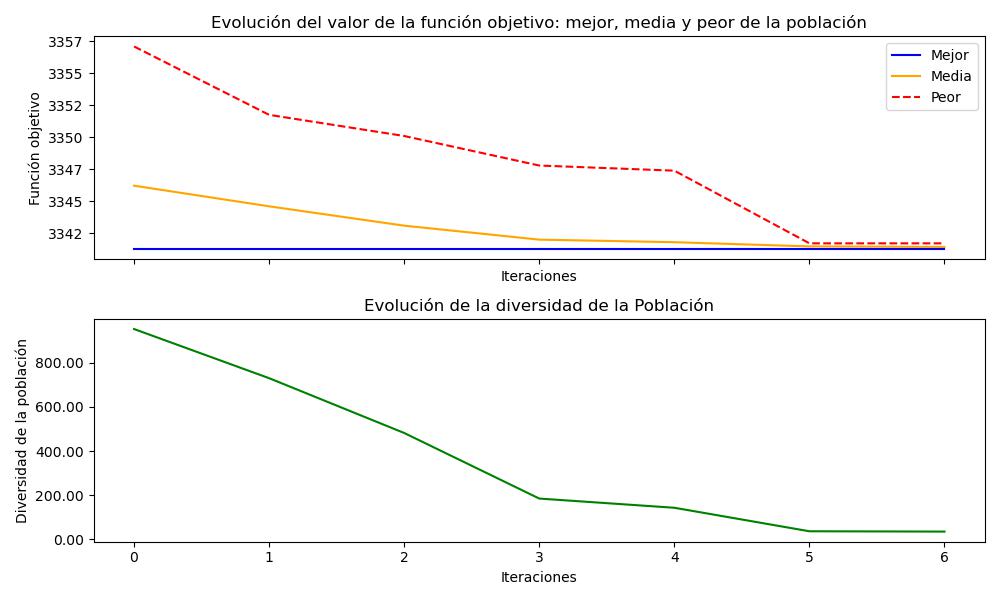 Evolución del valor de la función objetivo: mejor, media y peor de la población
3357
3355
3352
3350
3347
3345
3342
Función objetivo
Mejor
Media
Peor
Iteraciones
Evolución de la diversidad de la Población
800.00
600.00
400.00
200.00
0.00
Diversidad de la población
0 1 2 3 4 5 6
Iteraciones